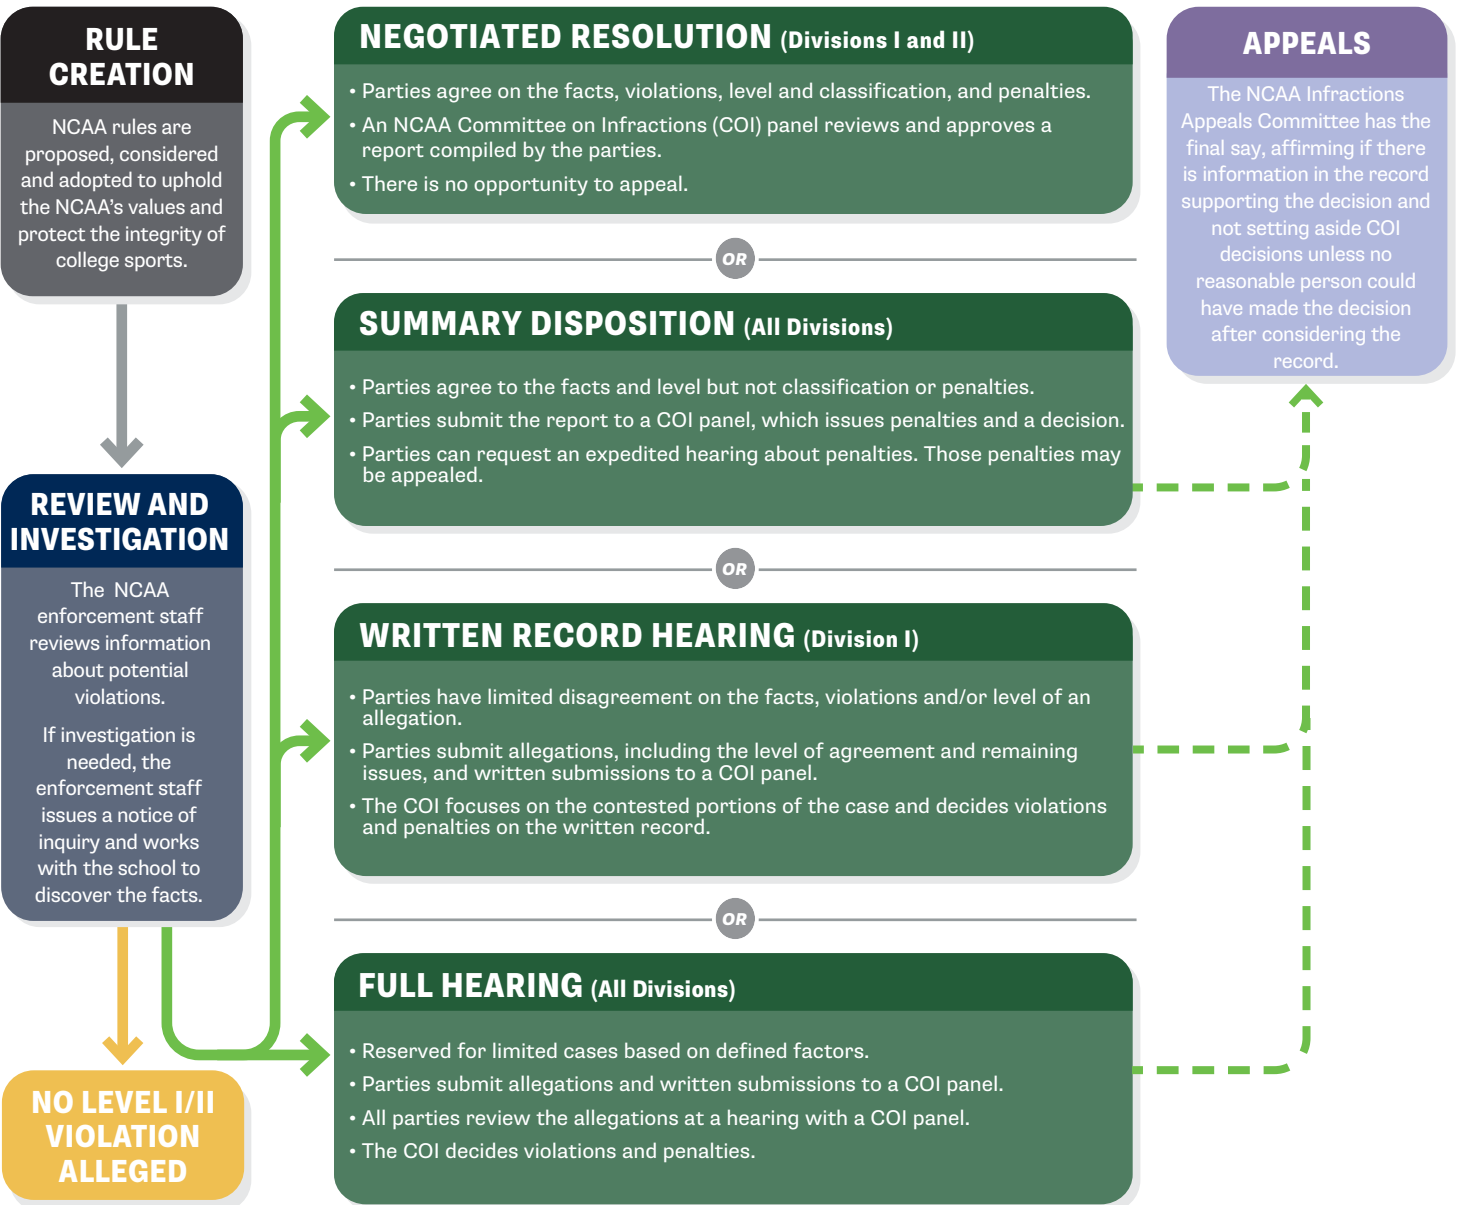 RULE
CREATION
NCAA rules are
proposed, considered
and adopted to uphold
the NCAA's values and
protect the integrity of
college sports.
REVIEW AND
INVESTIGATION
The NCAA
enforcement staff
reviews information
about potential
violations.
If investigation is
needed, the
enforcement staff
issues a notice of
inquiry and works
with the school to
discover the facts.
NO LEVEL I/II
VIOLATION
ALLEGED
NEGOTIATED RESOLUTION (Divisions I and II)
• Parties agree on the facts, violations, level and classification, and penalties.
• An NCAA Committee on Infractions (COI) panel reviews and approves a
report compiled by the parties.
• There is no opportunity to appeal.
OR
SUMMARY DISPOSITION (All Divisions)
• Parties agree to the facts and level but not classification or penalties.
• Parties submit the report to a COI panel, which issues penalties and a decision.
• Parties can request an expedited hearing about penalties. Those penalties may
be appealed.
OR
WRITTEN RECORD HEARING (Division I)
• Parties have limited disagreement on the facts, violations and/or level of an
allegation.
• Parties submit allegations, including the level of agreement and remaining
issues, and written submissions to a COI panel.
• The COI focuses on the contested portions of the case and decides violations
and penalties on the written record.
OR
FULL HEARING (All Divisions)
• Reserved for limited cases based on defined factors.
• Parties submit allegations and written submissions to a COI panel.
• All parties review the allegations at a hearing with a COI panel.
• The COI decides violations and penalties.
APPEALS
The NCAA Infractions
Appeals Committee has the
final say, affirming if there
is information in the record
supporting the decision and
not setting aside COI
decisions unless no
reasonable person could
have made the decision
after considering the
record.